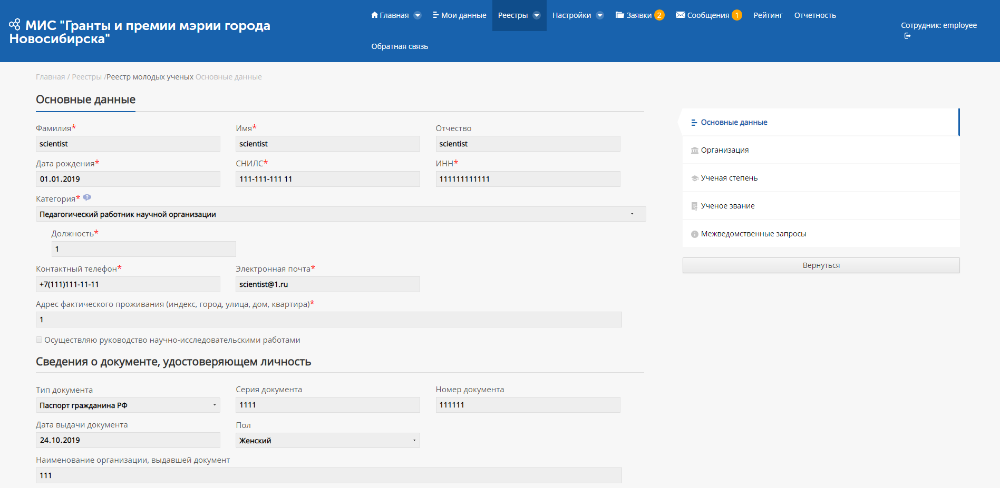 МИС "Гранты и премии мэрии города
Новосибирска"
Главная
Мои данные
Реестры
Настройки
Заявки 2
Сообщения 1
Рейтинг
Отчетность
Обратная связь
Сотрудник: employee
Главная / Реестры /Реестр молодых ученых Основные данные
Основные данные
Фамилия* Имя* Отчество
scientist scientist scientist
Дата рождения* СНИЛС* ИНН*
01.01.2019 111-111-111 11 111111111111
Категория* ?
Педагогический работник научной организации
Должность*
1
Контактный телефон* Электронная почта*
+7(111)111-11-11 scientist@1.ru
Адрес фактического проживания (индекс, город, улица, дом, квартира)*
1
Осуществляю руководство научно-исследовательскими работами
Сведения о документе, удостоверяющем личность
Тип документа Серия документа Номер документа
Паспорт гражданина РФ 1111 111111
Дата выдачи документа Пол
24.10.2019 Женский
Наименование организации, выдавшей документ
111
Основные данные
Организация
Ученая степень
Ученое звание
Межведомственные запросы
Вернуться